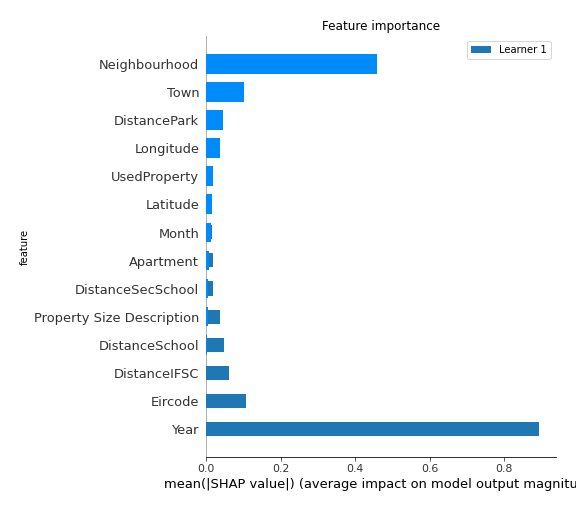 Feature importance
Learner 1
Neighbourhood
Town
DistancePark
Longitude
UsedProperty
Latitude
Month
Apartment
DistanceSecSchool
Property Size Description
DistanceSchool
DistanceIFSC
Eircode
Year
feature
0.0 0.2 0.4 0.6 0.8
mean(|SHAP value|) (average impact on model output magnitu